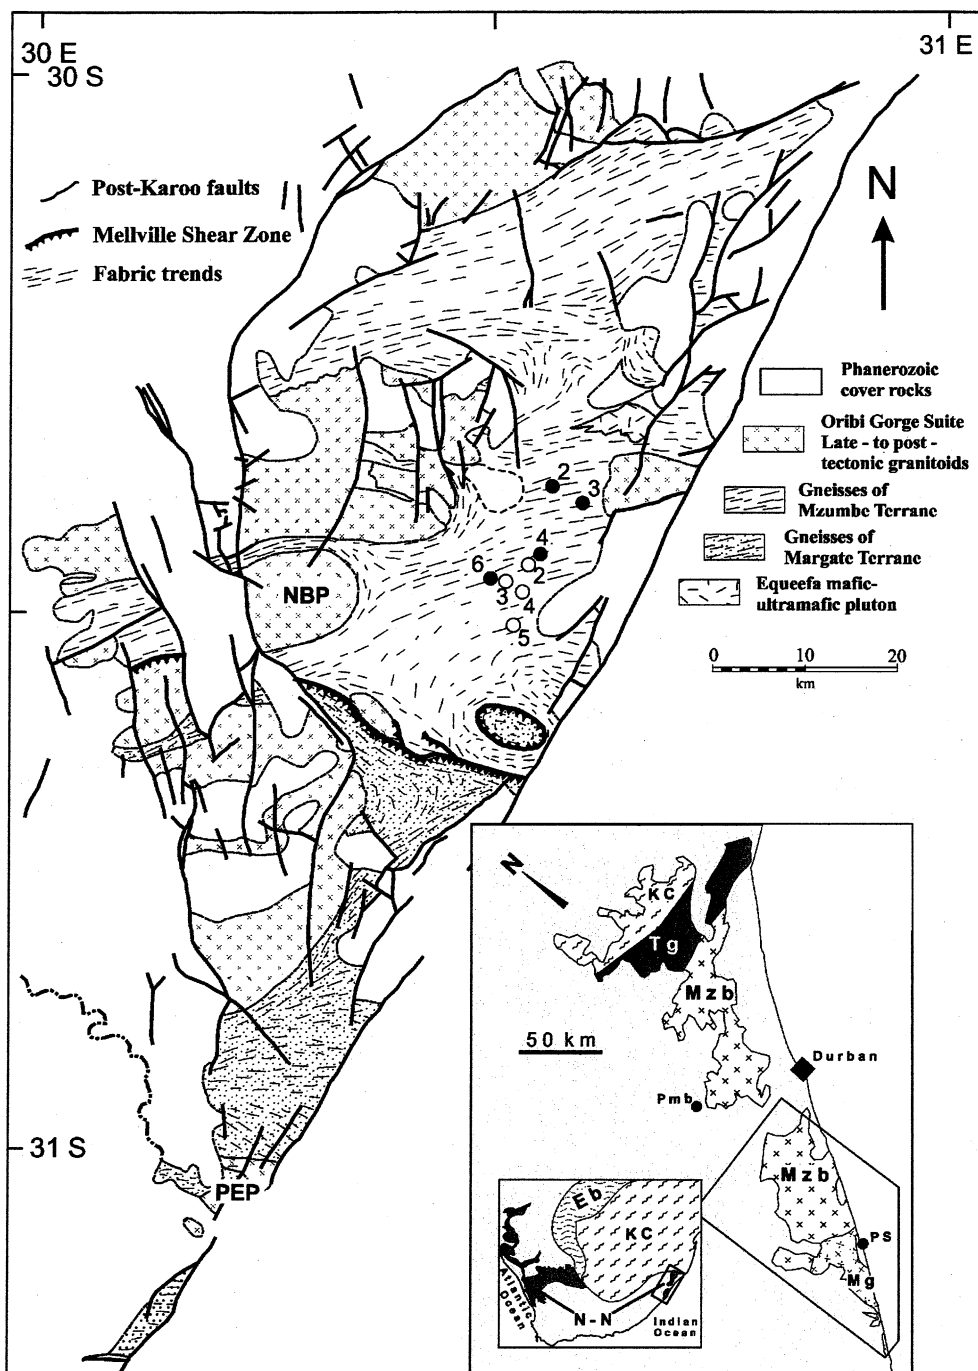 30 E
31 E
30 S
Post-Karoo faults
Mellville Shear Zone
Fabric trends
N
Phanerozoic
cover rocks
Oribi Gorge Suite
Late - to post -
tectonic granitoids
Gneisses of
Mzumbe Terrane
Gneisses of
Margate Terrane
Equeefa mafic-
ultramafic pluton
0 10 20
km
2
3
4
2
6
3
4
5
NBP
31 S
PEP
N
KC
Tg
Mzb
50 km
Durban
Pmb
Mzb
PS
Mg
Eb
KC
Atlantic
Ocean
N-N
Indian
Ocean